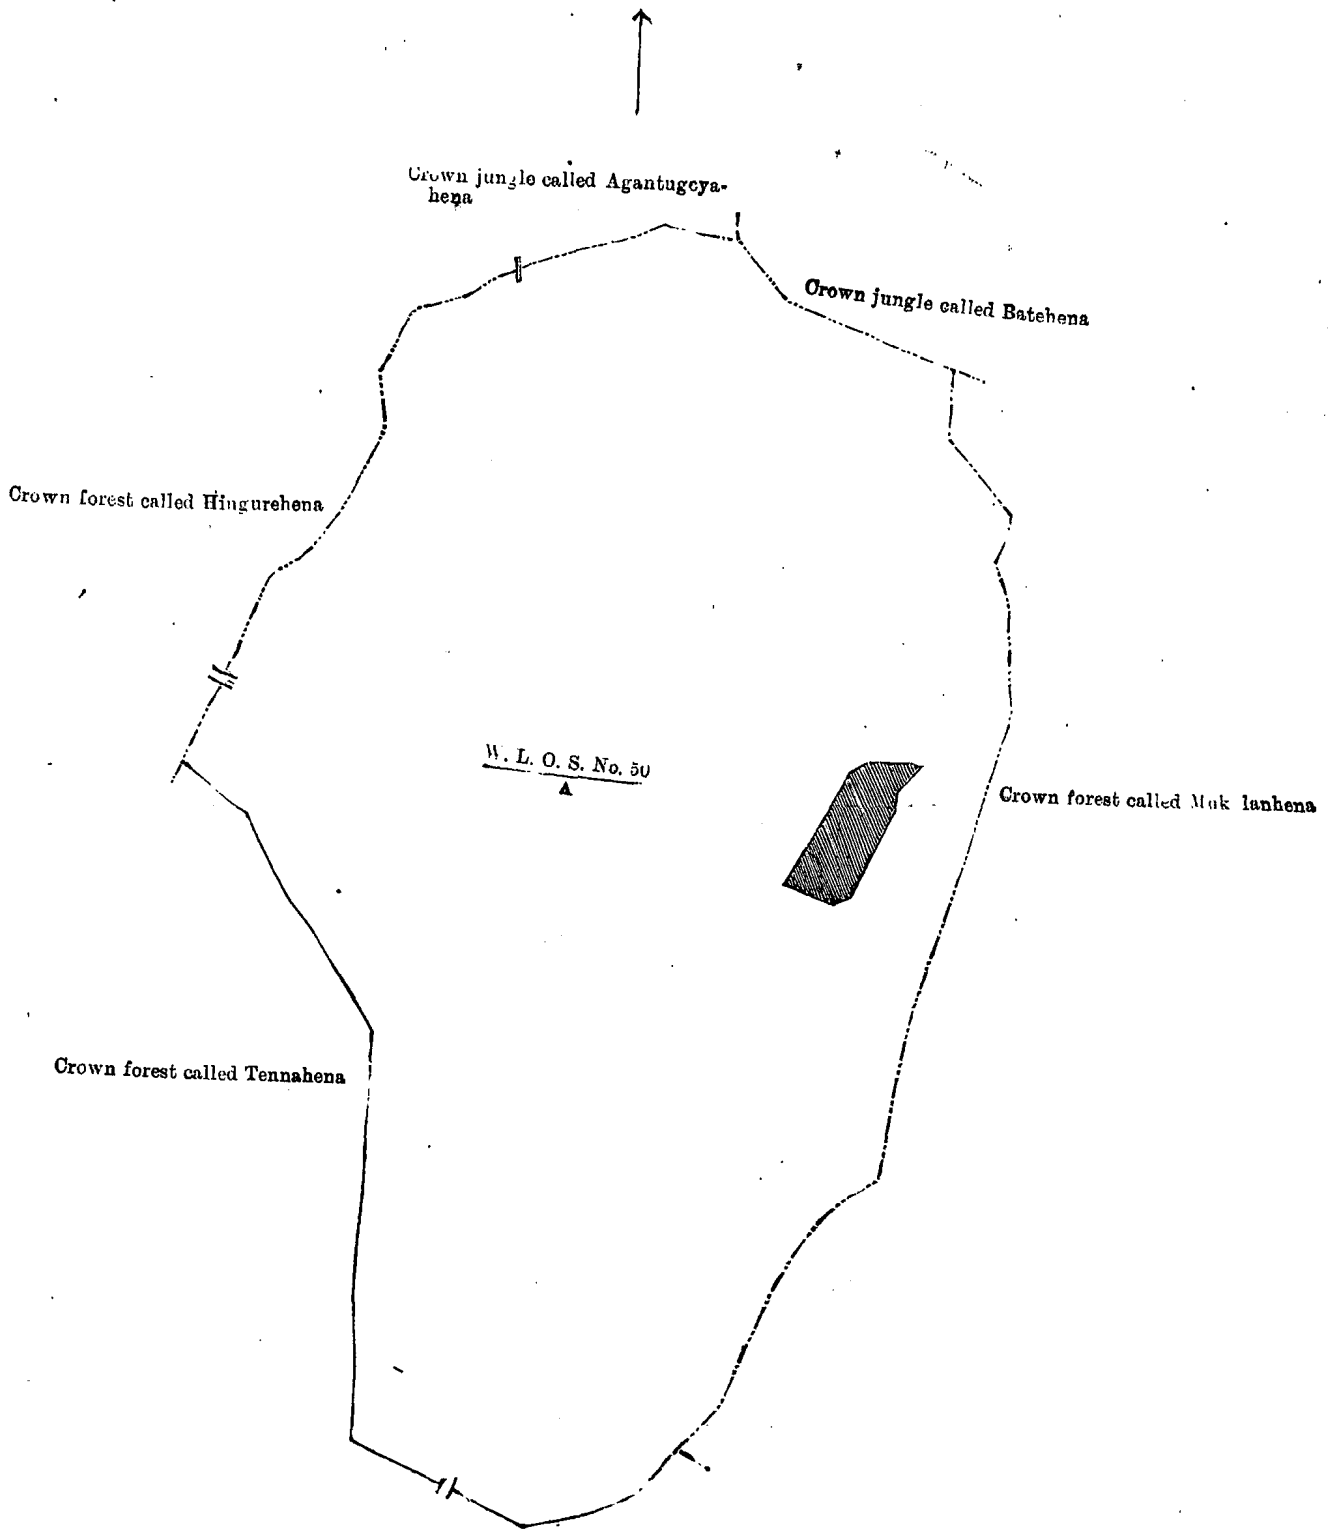 Crown jungle called Agantugeya-
hena
Crown jungle called Batehena
Crown forest called Hingurehena
W. L. O. S. No. 50
A
Crown forest called
Crown forest called Tennahena